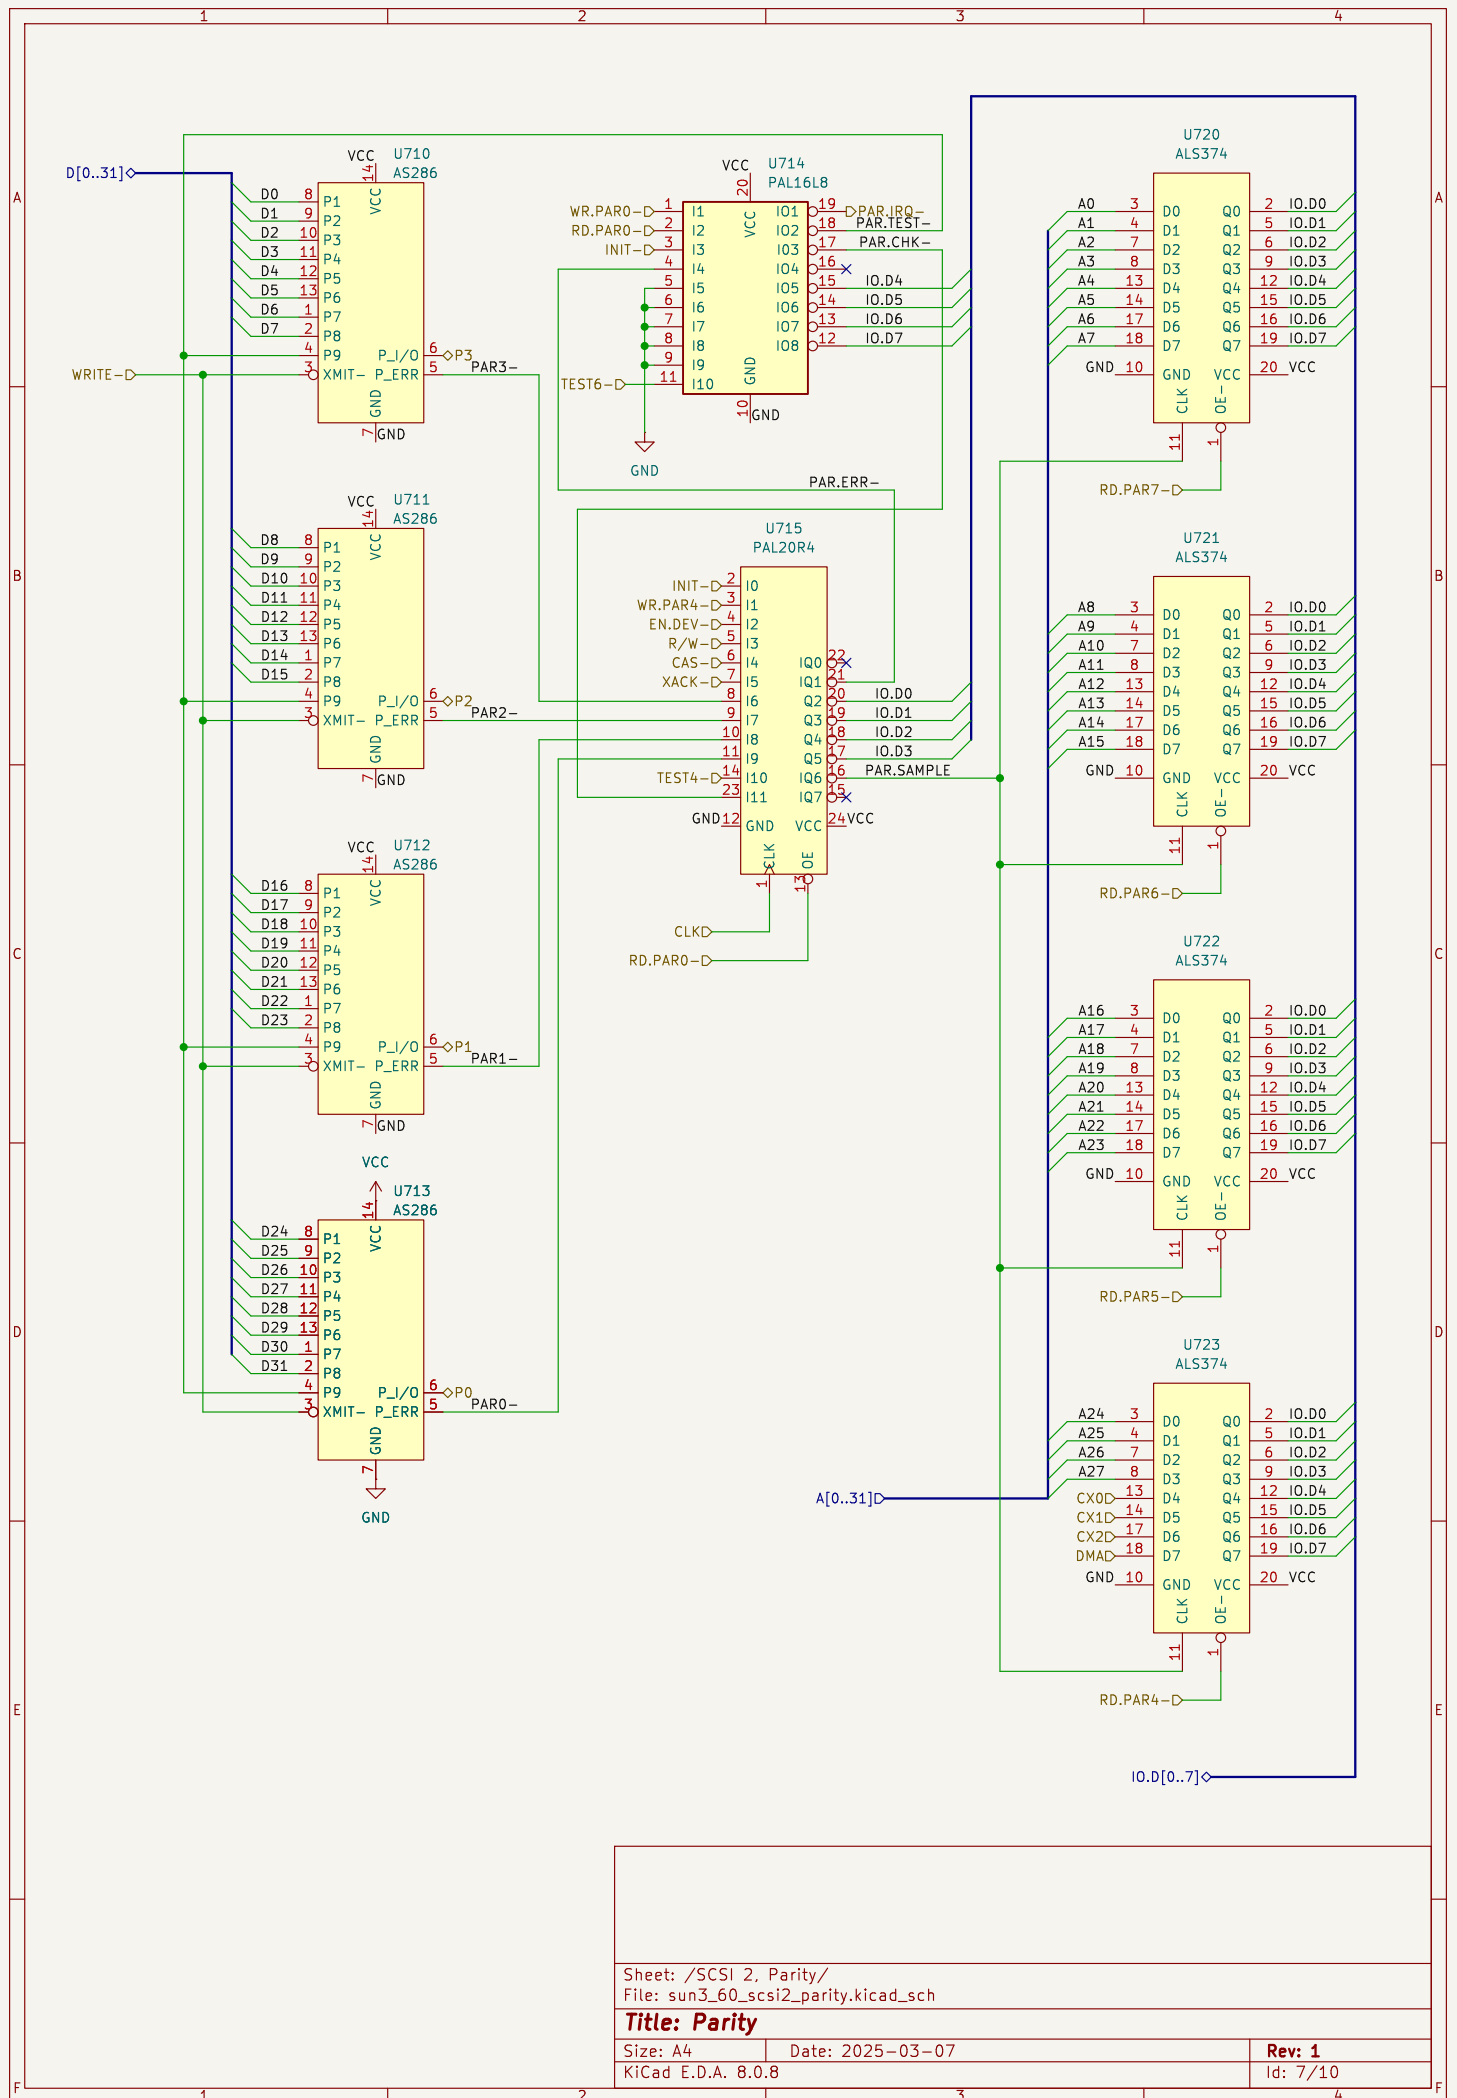 1 2 3 4
A
B
C
D
E
F
D[0..31]
WRITE-
U710
AS286
VCC
14
VCC
D0 8 P1
D1 9 P2
D2 10 P3
D3 11 P4
D4 12 P5
D5 13 P6
D6 1 P7
D7 2 P8
4 P9 P_I/O 6 P3
3 XMIT- P_ERR 5 PAR3-
GND
7 GND
U711
AS286
VCC
14
VCC
D8 8 P1
D9 9 P2
D10 10 P3
D11 11 P4
D12 12 P5
D13 13 P6
D14 1 P7
D15 2 P8
4 P9 P_I/O 6 P2
3 XMIT- P_ERR 5 PAR2-
GND
7 GND
U712
AS286
VCC
14
VCC
D16 8 P1
D17 9 P2
D18 10 P3
D19 11 P4
D20 12 P5
D21 13 P6
D22 1 P7
D23 2 P8
4 P9 P_I/O 6 P1
3 XMIT- P_ERR 5 PAR1-
GND
7 GND
VCC
U713
AS286
14
VCC
D24 8 P1
D25 9 P2
D26 10 P3
D27 11 P4
D28 12 P5
D29 13 P6
D30 1 P7
D31 2 P8
4 P9 P_I/O 6 P0
3 XMIT- P_ERR 5 PAR0-
GND
7
GND
U714
PAL16L8
VCC
20
VCC
WR.PAR0- 1 I1 IO1 19 PAR.IRQ-
RD.PAR0- 2 I2 IO2 18 PAR.TEST-
INIT- 3 I3 I03 17 PAR.CHK-
4 I4 IO4 16
5 I5 IO5 15 IO.D4
6 I6 IO6 14 IO.D5
7 I7 IO7 13 IO.D6
8 I8 IO8 12 IO.D7
9 I9 GND
TEST6- 11 I10
10 GND
GND
PAR.ERR-
U715
PAL20R4
INIT- 2 I0
WR.PAR4- 3 I1
EN.DEV- 4 I2
R/W- 5 I3
CAS- 6 I4 IQ0 22
XACK- 7 I5 IQ1 21
8 I6 Q2 20 IO.D0
9 I7 Q3 19 IO.D1
10 I8 Q4 18 IO.D2
11 I9 Q5 17 IO.D3
TEST4- 14 I10 IQ6 16 PAR.SAMPLE
23 I11 IQ7 15
GND 12 GND VCC 24 VCC
CLK OE
1 13
CLK
RD.PAR0-
U720
ALS374
A0 3 D0 Q0 2 IO.D0
A1 4 D1 Q1 5 IO.D1
A2 7 D2 Q2 6 IO.D2
A3 8 D3 Q3 9 IO.D3
A4 13 D4 Q4 12 IO.D4
A5 14 D5 Q5 15 IO.D5
A6 17 D6 Q6 16 IO.D6
A7 18 D7 Q7 19 IO.D7
GND 10 GND VCC 20 VCC
CLK OE-
11 1
RD.PAR7-
U721
ALS374
A8 3 D0 Q0 2 IO.D0
A9 4 D1 Q1 5 IO.D1
A10 7 D2 Q2 6 IO.D2
A11 8 D3 Q3 9 IO.D3
A12 13 D4 Q4 12 IO.D4
A13 14 D5 Q5 15 IO.D5
A14 17 D6 Q6 16 IO.D6
A15 18 D7 Q7 19 IO.D7
GND 10 GND VCC 20 VCC
CLK OE-
11 1
RD.PAR6-
U722
ALS374
A16 3 D0 Q0 2 IO.D0
A17 4 D1 Q1 5 IO.D1
A18 7 D2 Q2 6 IO.D2
A19 8 D3 Q3 9 IO.D3
A20 13 D4 Q4 12 IO.D4
A21 14 D5 Q5 15 IO.D5
A22 17 D6 Q6 16 IO.D6
A23 18 D7 Q7 19 IO.D7
GND 10 GND VCC 20 VCC
CLK OE-
11 1
RD.PAR5-
U723
ALS374
A24 3 D0 Q0 2 IO.D0
A25 4 D1 Q1 5 IO.D1
A26 7 D2 Q2 6 IO.D2
A27 8 D3 Q3 9 IO.D3
CX0 13 D4 Q4 12 IO.D4
CX1 14 D5 Q5 15 IO.D5
CX2 17 D6 Q6 16 IO.D6
DMA 18 D7 Q7 19 IO.D7
GND 10 GND VCC 20 VCC
CLK OE-
11 1
RD.PAR4-
A[0..31]
IO.D[0..7]
A
B
C
D
E
F
Sheet: /SCSI 2, Parity/
File: sun3_60_scsi2_parity.kicad_sch
Title: Parity
Size: A4 Date: 2025-03-07 Rev: 1
KiCad E.D.A. 8.0.8 Id: 7/10
1 2 3 4